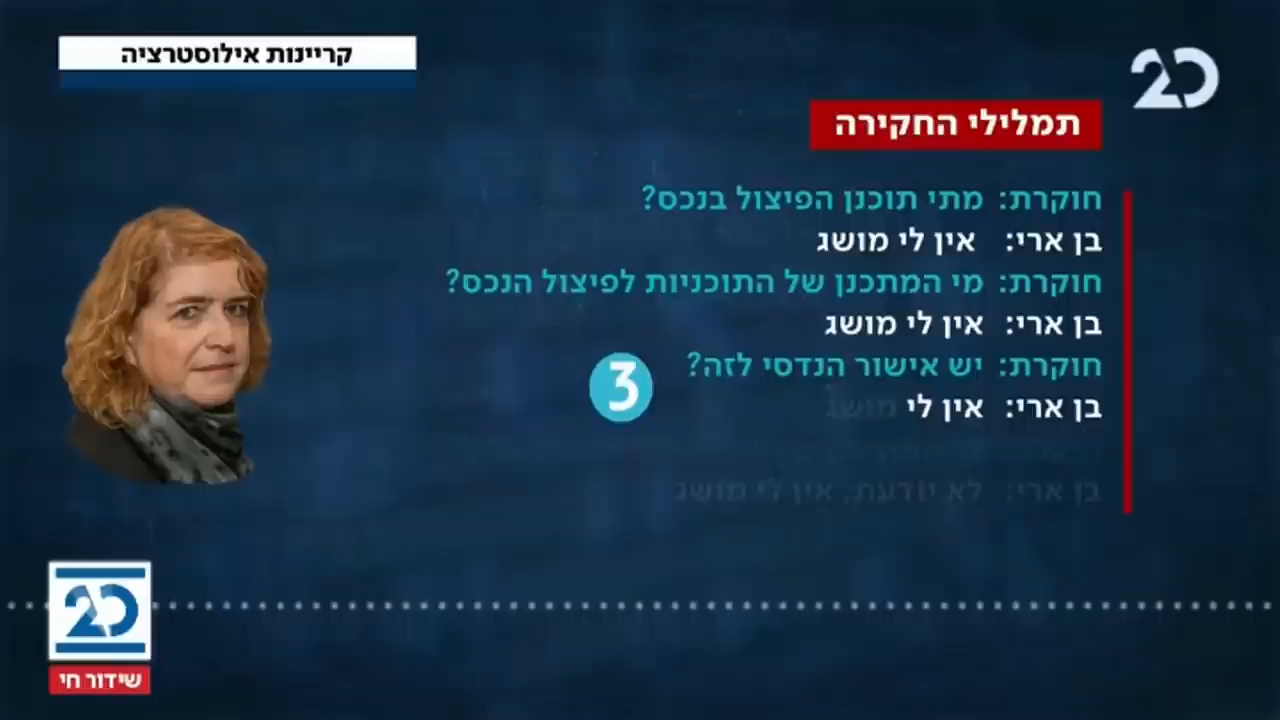 קריינות אילוסטרציה
20
תמלילי החקירה
חוקרת: מתי תוכנן הפיצול בנכס?
בן ארי: אין לי מושג
חוקרת: מי המתכנן של התוכניות לפיצול הנכס?
בן ארי: אין לי מושג
חוקרת: יש אישור הנדסי לזה?
3
בן ארי: אין לי מושג
בן ארי: לא יודעת, אין לי מושג
20
שידור חי